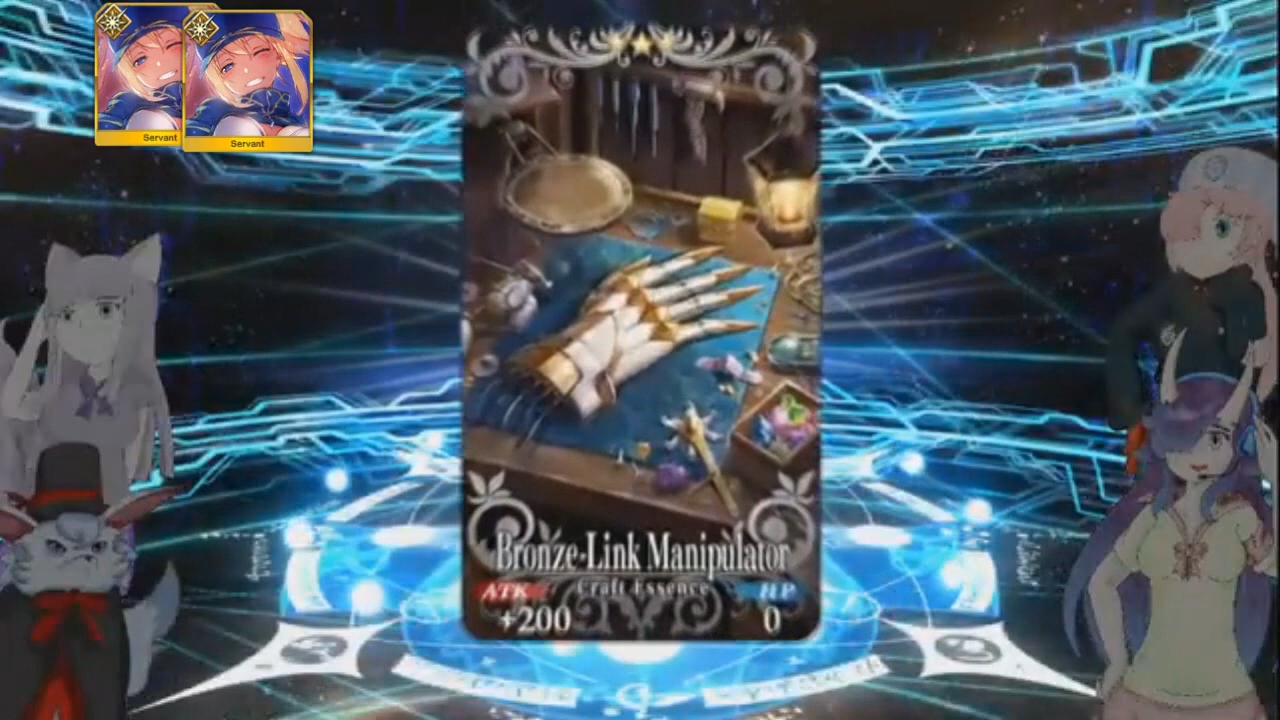 Servant
Servant
Bronze-Link Manipulator
Craft Essence
ATK
HP
+200
0